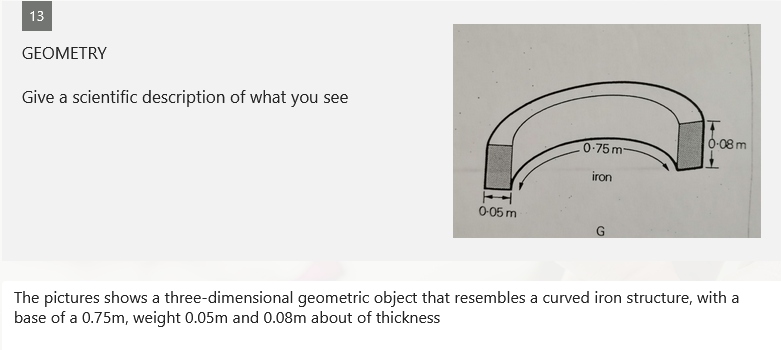 13
GEOMETRY
Give a scientific description of what you see
0·75 m
0·08 m
iron
0·05 m
G
The pictures shows a three-dimensional geometric object that resembles a curved iron structure, with a
base of a 0.75m, weight 0.05m and 0.08m about of thickness